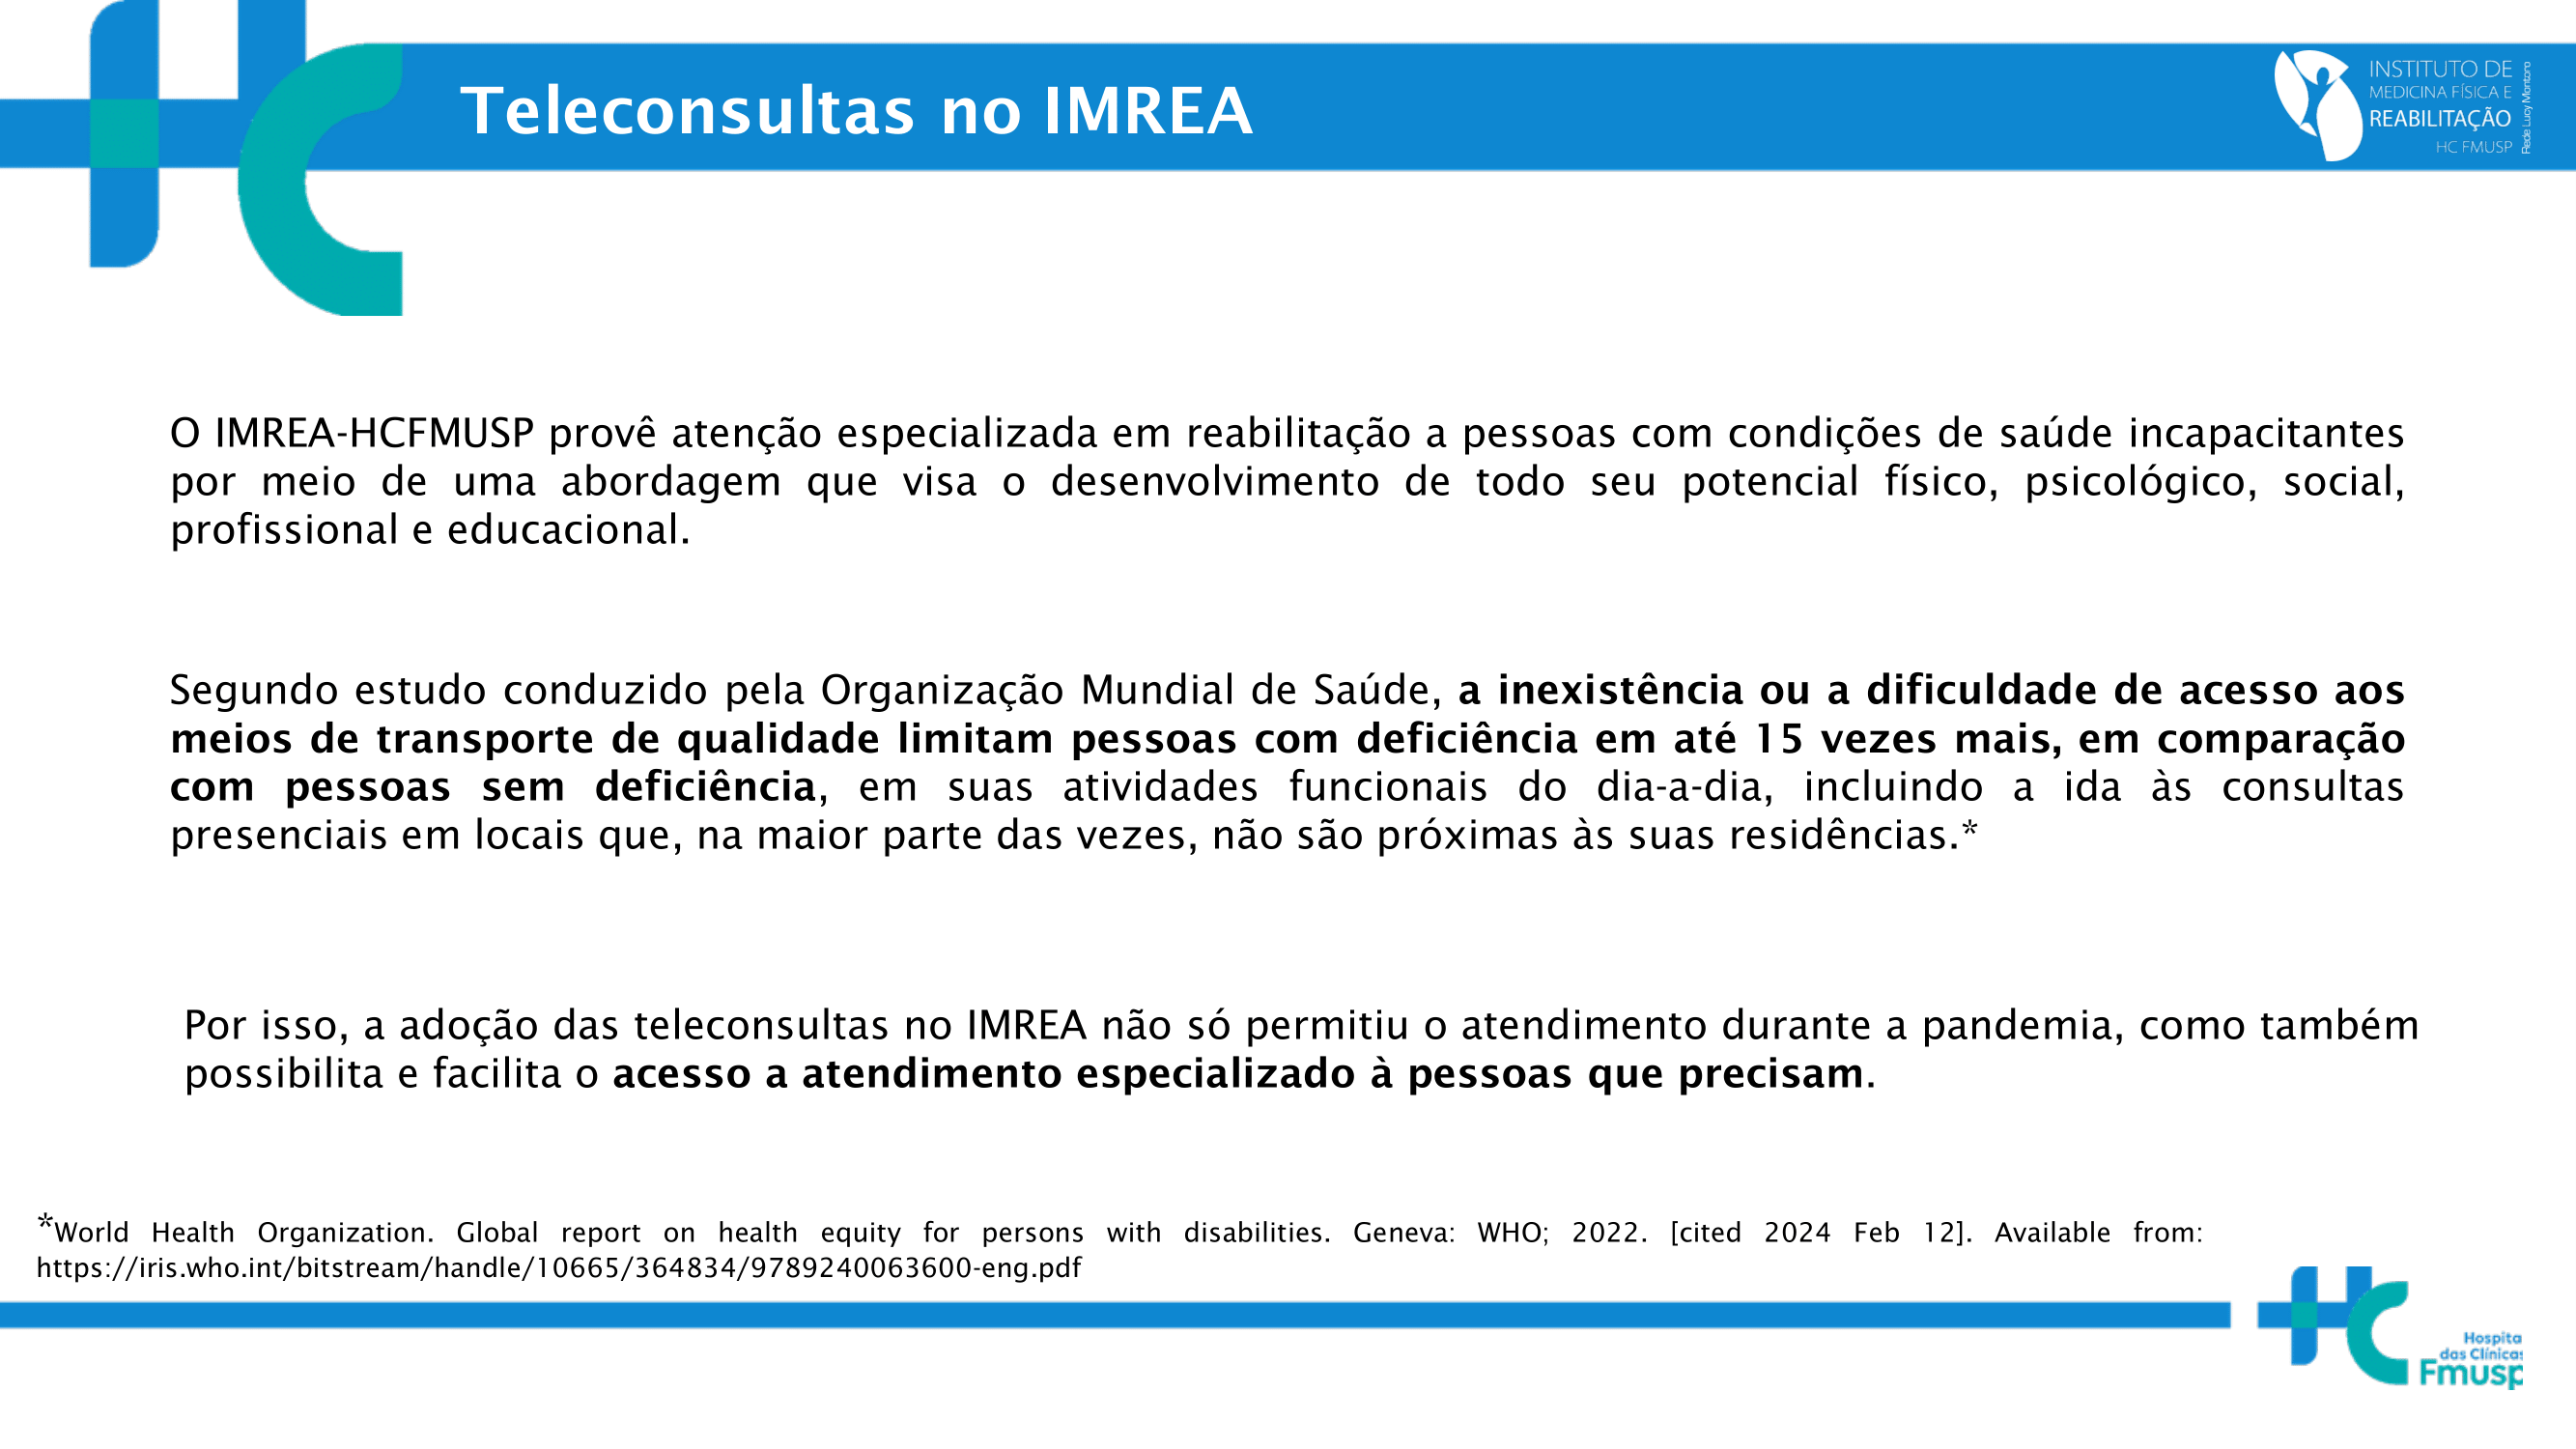 Teleconsultas no IMREA
INSTITUTO DE
MEDICINA FÍSICA E
REABILITAÇÃO
HC FMUSP
Rede Lucy Montoro
O IMREA-HCFMUSP provê atenção especializada em reabilitação a pessoas com condições de saúde incapacitantes
por meio de uma abordagem que visa o desenvolvimento de todo seu potencial físico, psicológico, social,
profissional e educacional.
Segundo estudo conduzido pela Organização Mundial de Saúde, a inexistência ou a dificuldade de acesso aos
meios de transporte de qualidade limitam pessoas com deficiência em até 15 vezes mais, em comparação
com pessoas sem deficiência, em suas atividades funcionais do dia-a-dia, incluindo a ida às consultas
presenciais em locais que, na maior parte das vezes, não são próximas às suas residências.*
Por isso, a adoção das teleconsultas no IMREA não só permitiu o atendimento durante a pandemia, como também
possibilita e facilita o acesso a atendimento especializado à pessoas que precisam.
*World Health Organization. Global report on health equity for persons with disabilities. Geneva: WHO; 2022. [cited 2024 Feb 12]. Available from:
https://iris.who.int/bitstream/handle/10665/364834/9789240063600-eng.pdf
Hospita
das Clínicas
Fmusp